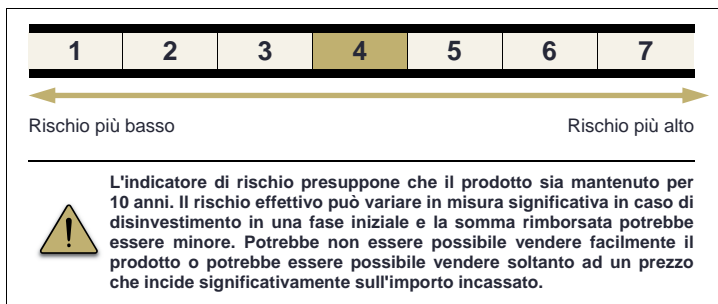 1 2 3 4 5 6 7
Rischio più basso Rischio più alto
L'indicatore di rischio presuppone che il prodotto sia mantenuto per
10 anni. Il rischio effettivo può variare in misura significativa in caso di
disinvestimento in una fase iniziale e la somma rimborsata potrebbe
essere minore. Potrebbe non essere possibile vendere facilmente il
prodotto o potrebbe essere possibile vendere soltanto ad un prezzo
che incide significativamente sull'importo incassato.